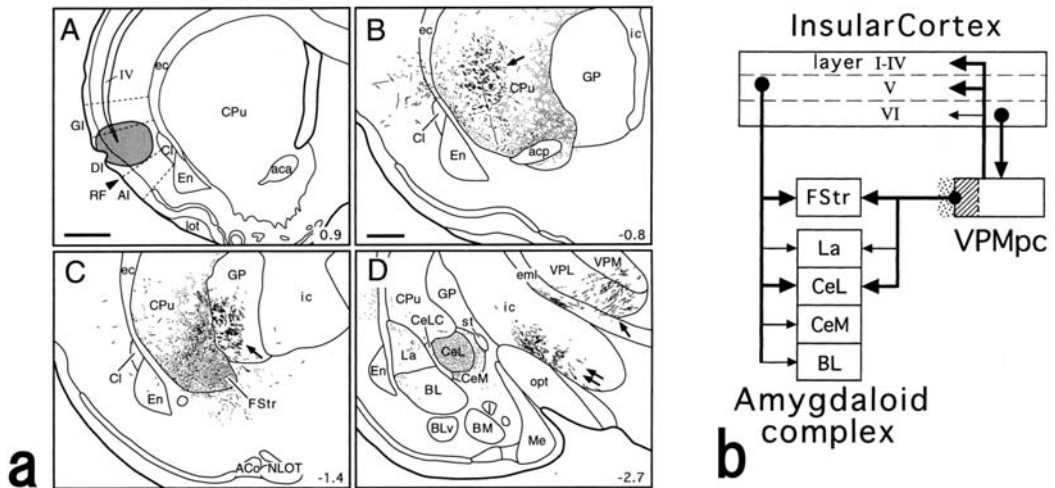 A
IV
ec
CPu
GI
Cl
DI
En
RF
AI
aca
lot
0.9
B
ec
ic
GP
CPu
Cl
En
acp
-0.8
C
ec
GP
CPu
ic
Cl
En
FStr
ACo NLOT
-1.4
D
eml VPL VPM
GP
ic
CPu
CeLC st
La CeL
CeM
En BL
opt
I
BLv BM
Me
-2.7
a
InsularCortex
layer I-IV
V
VI
FStr
VPMpc
La
CeL
CeM
BL
Amygdaloid
complex
b